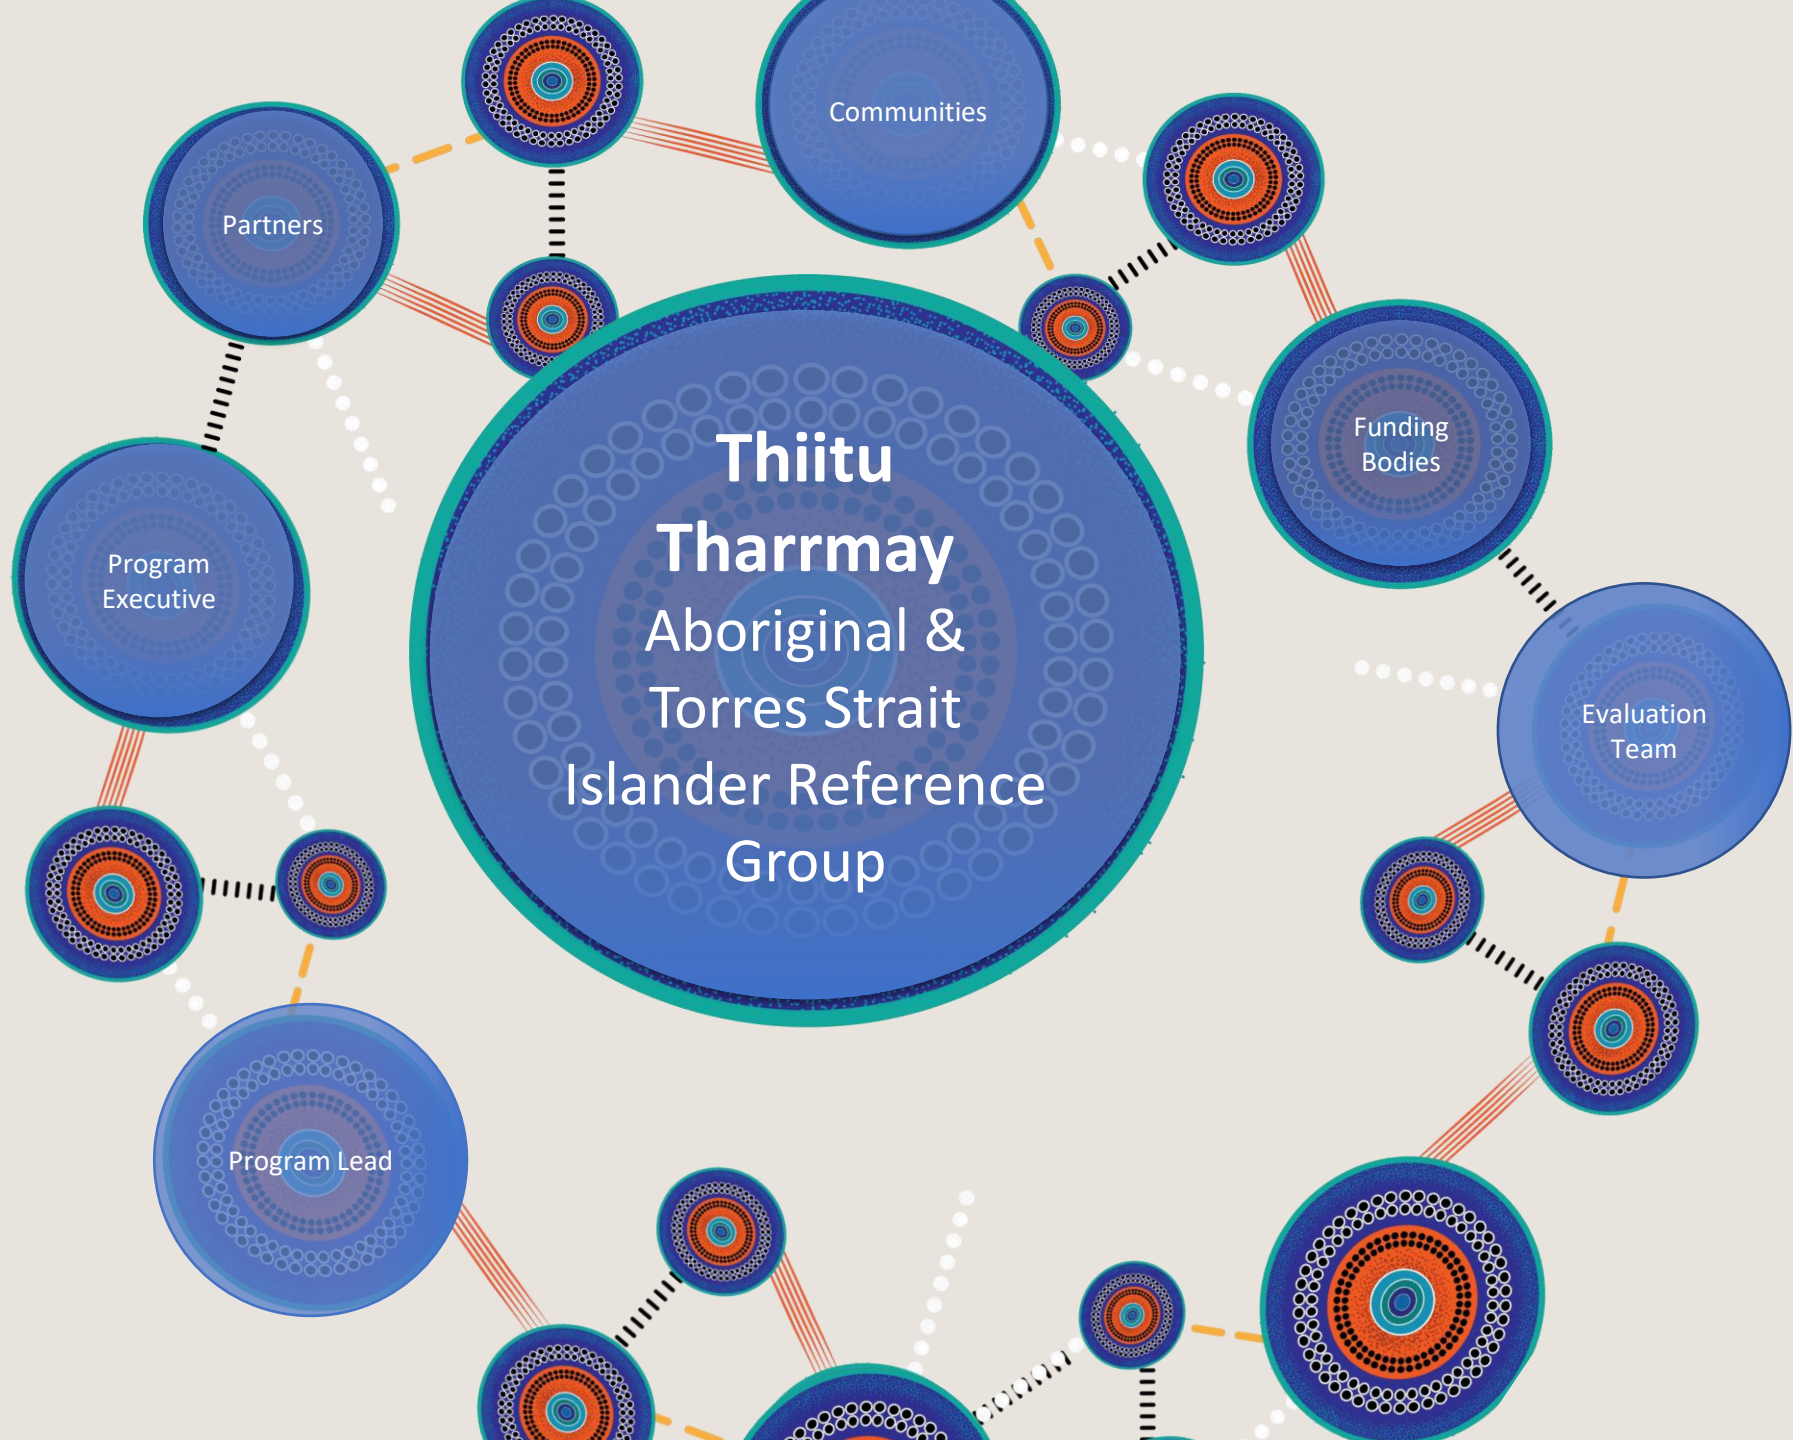 Communities
Partners
Funding
Bodies
Thiitu
Tharrmay
Aboriginal &
Torres Strait
Islander Reference
Group
Program
Executive
Evaluation
Team
Program Lead